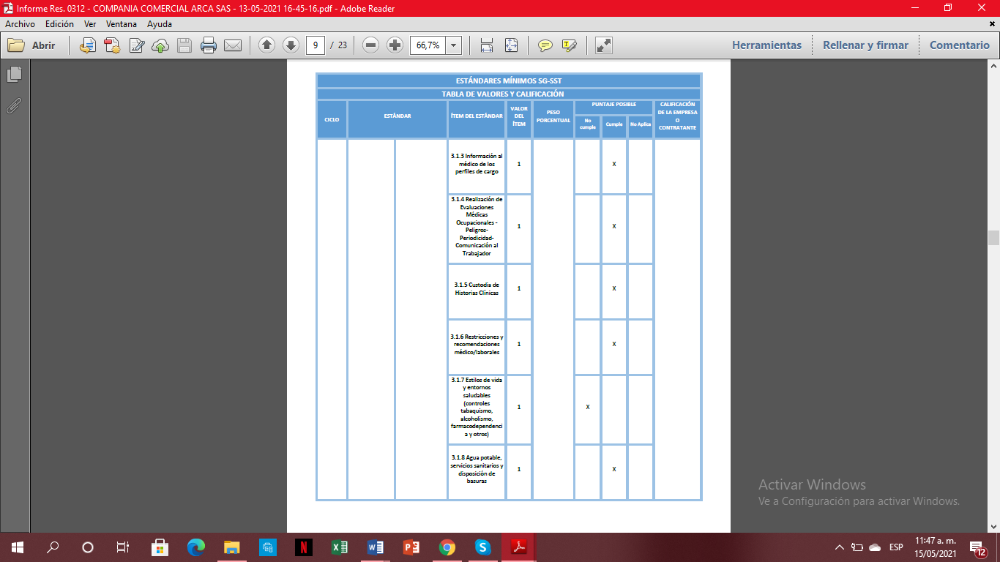 Informe Res. 0312 - COMPANIA COMERCIAL ARCA SAS - 13-05-2021 16-45-16.pdf - Adobe Reader
Archivo Edición Ver Ventana Ayuda
Abrir 9 / 23 66,7% Herramientas Rellenar y firmar Comentario
ESTÁNDARES MÍNIMOS SG-SST
TABLA DE VALORES Y CALIFICACIÓN
CICLO
ESTÁNDAR
ÍTEM DEL ESTÁNDAR
VALOR
DEL
ÍTEM
PESO
PORCENTUAL
PUNTAJE POSIBLE
No
cumple
Cumple
No Aplica
CALIFICACIÓN
DE LA EMPRESA
O
CONTRATANTE
3.1.3 Información al
médico de los
perfiles de cargo
1
X
3.1.4 Realización de
Evaluaciones
Médicas
Ocupacionales -
Peligros-
Periodicidad-
Comunicación al
Trabajador
1
X
3.1.5 Custodia de
Historias Clínicas
1
X
3.1.6 Restricciones y
recomendaciones
médico/laborales
1
X
3.1.7 Estilos de vida
y entornos
saludables
(controles
tabaquismo,
alcoholismo,
farmacodependenci
a y otros)
1
X
3.1.8 Agua potable,
servicios sanitarios y
disposición de
basuras
1
X
Activar Windows
Ve a Configuración para activar Windows.
ESP
11:47 a. m.
15/05/2021
12